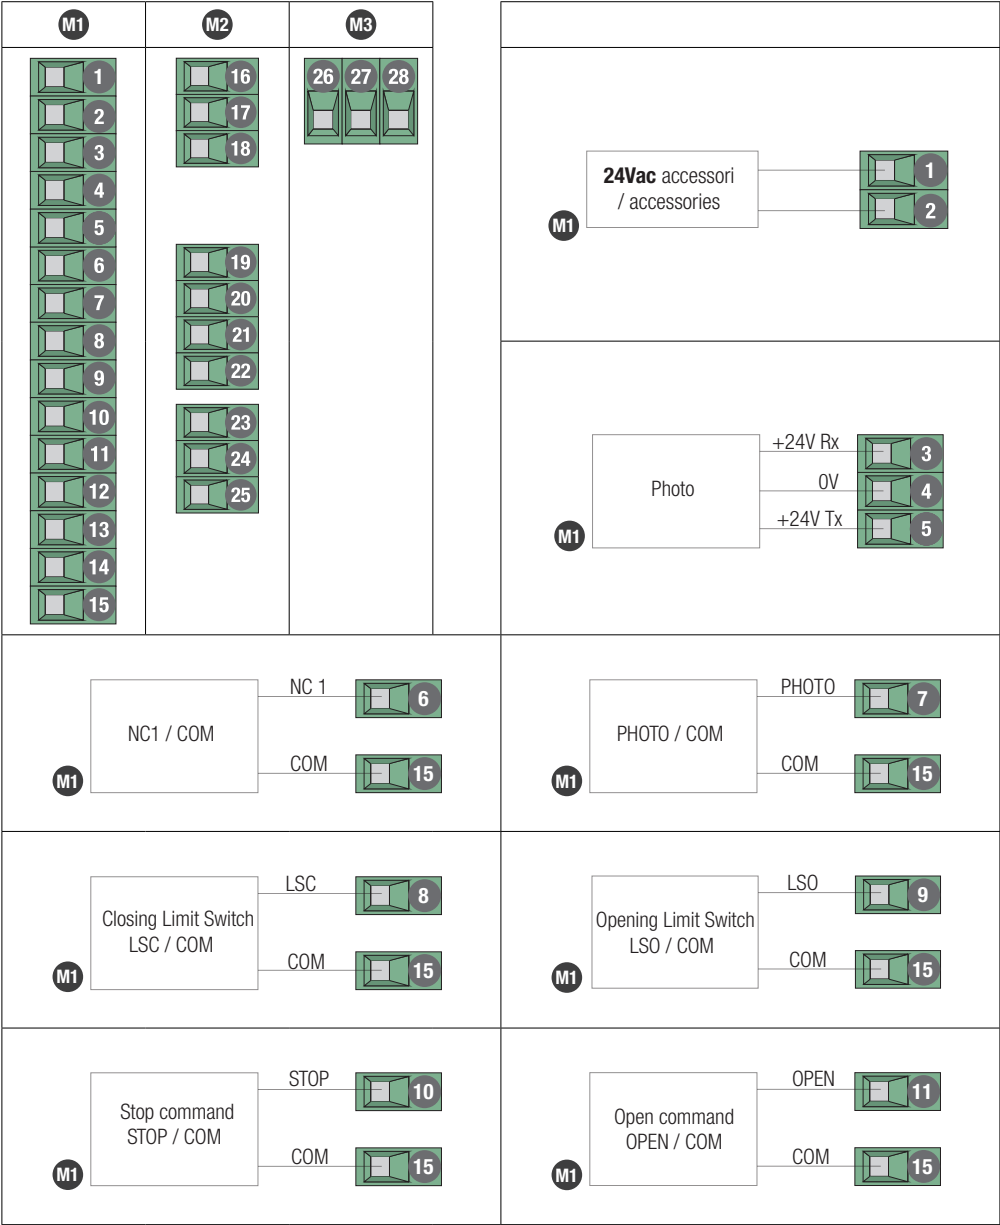 M1
M2
M3
1
2
3
4
5
6
7
8
9
10
11
12
13
14
15
16
17
18
19
20
21
22
23
24
25
26 27 28
24Vac accessori
/ accessories
M1
1
2
Photo
M1
+24V Rx
0V
+24V Tx
3
4
5
NC1 / COM
M1
NC 1
6
COM
15
PHOTO / COM
M1
PHOTO
7
COM
15
Closing Limit Switch
LSC / COM
M1
LSC
8
COM
15
Opening Limit Switch
LSO / COM
M1
LSO
9
COM
15
Stop command
STOP / COM
M1
STOP
10
COM
15
Open command
OPEN / COM
M1
OPEN
11
COM
15